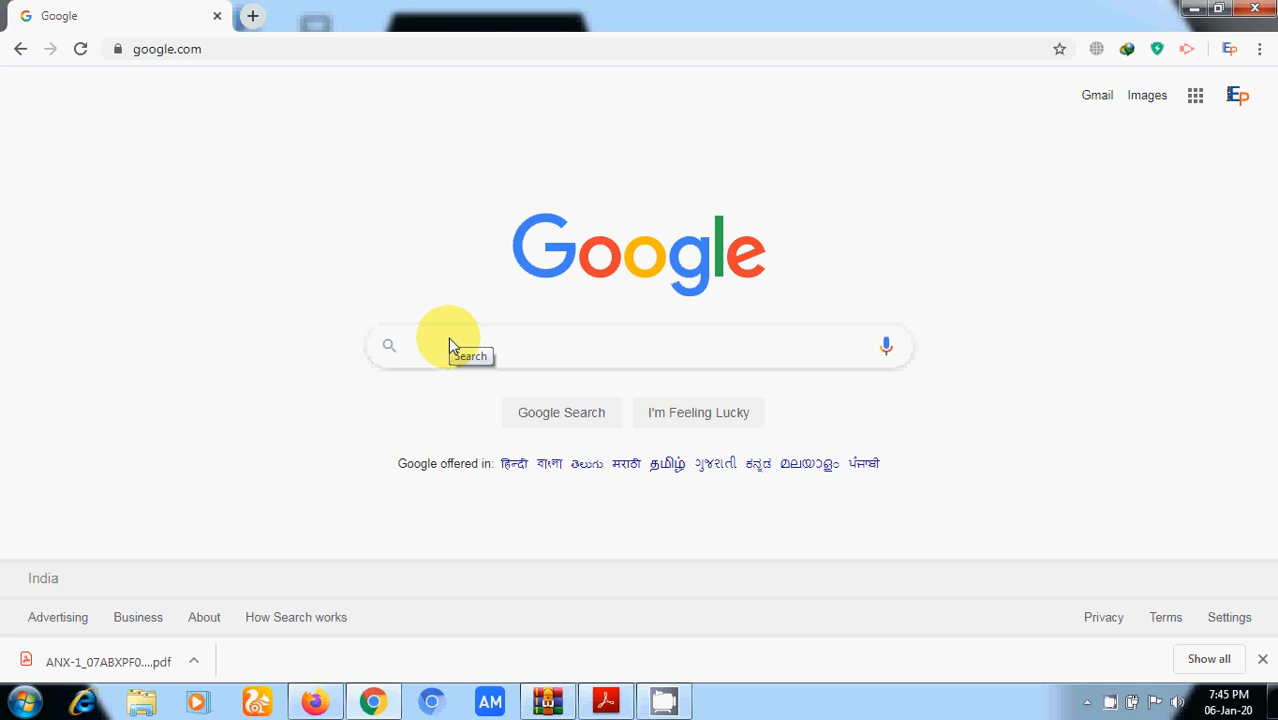 Google
google.com
Ep
Gmail Images Ep
Google
Search
Google Search I'm Feeling Lucky
Google offered in: हिन्दी বাংলা తెలుగు मराठी தமிழ் ગુજરાતી ಕನ್ನಡ മലയാളം ਪੰਜਾਬੀ
India
Advertising Business About How Search works Privacy Terms Settings
ANX-1_07ABXPF0....pdf Show all
AM
7:45 PM
06-Jan-20